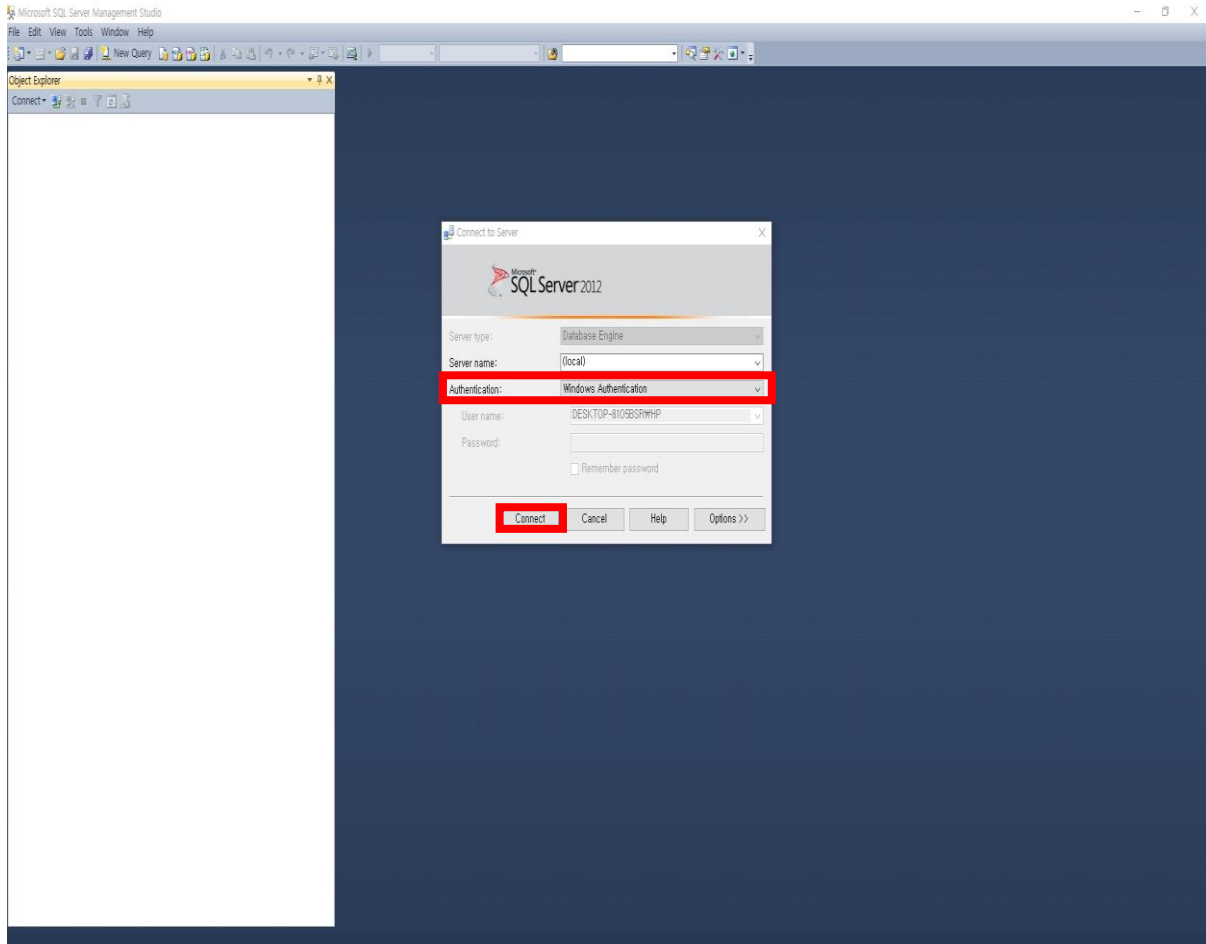 Microsoft SQL Server Management Studio
File Edit View Tools Window Help
New Query
Object Explorer
Connect
Connect to Server
Microsoft
SQL Server 2012
Server type: Database Engine
Server name: (local)
Authentication: Windows Authentication
User name:
Password:
Remember password
Connect Cancel Help Options >>